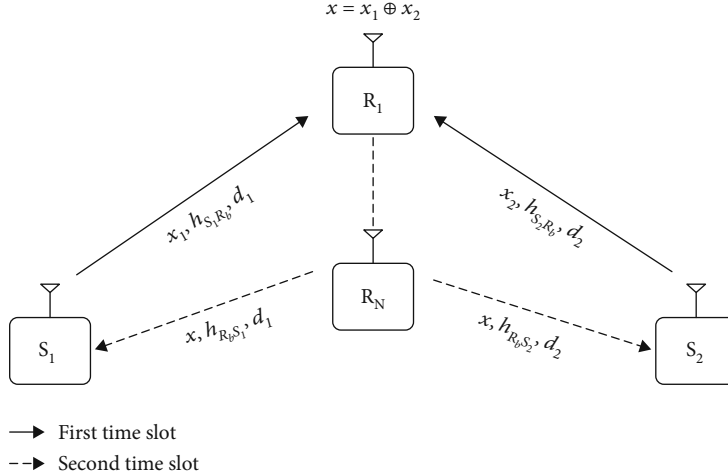 x = x₁ ⊕ x₂
R₁
x₁, h_{S₁R_b}, d₁
x₂, h_{S₂R_b}, d₂
R_N
S₁
x, h_{R_bS₁}, d₁
x, h_{R_bS₂}, d₂
S₂
First time slot
Second time slot